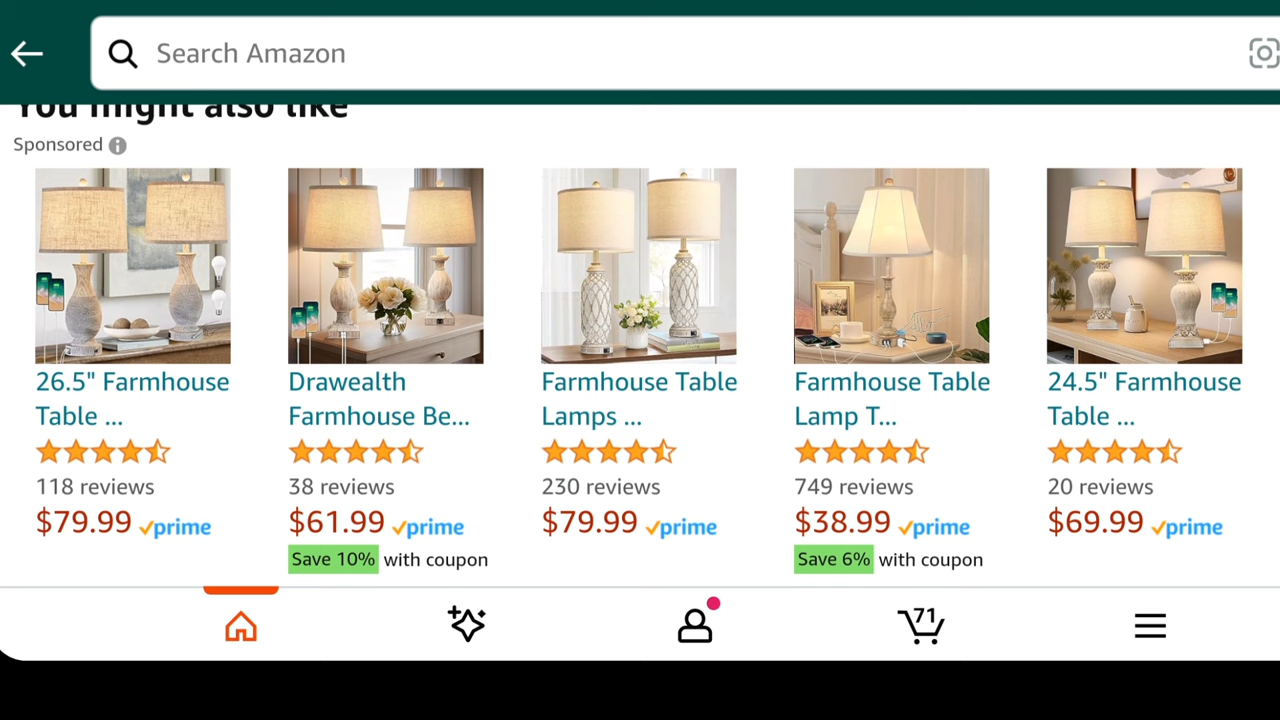 Search Amazon
You might also like
Sponsored
26.5" Farmhouse
Table ...
118 reviews
$79.99 prime
Drawealth
Farmhouse Be...
38 reviews
$61.99 prime
Save 10% with coupon
Farmhouse Table
Lamps ...
230 reviews
$79.99 prime
Farmhouse Table
Lamp T...
749 reviews
$38.99 prime
Save 6% with coupon
24.5" Farmhouse
Table ...
20 reviews
$69.99 prime
71